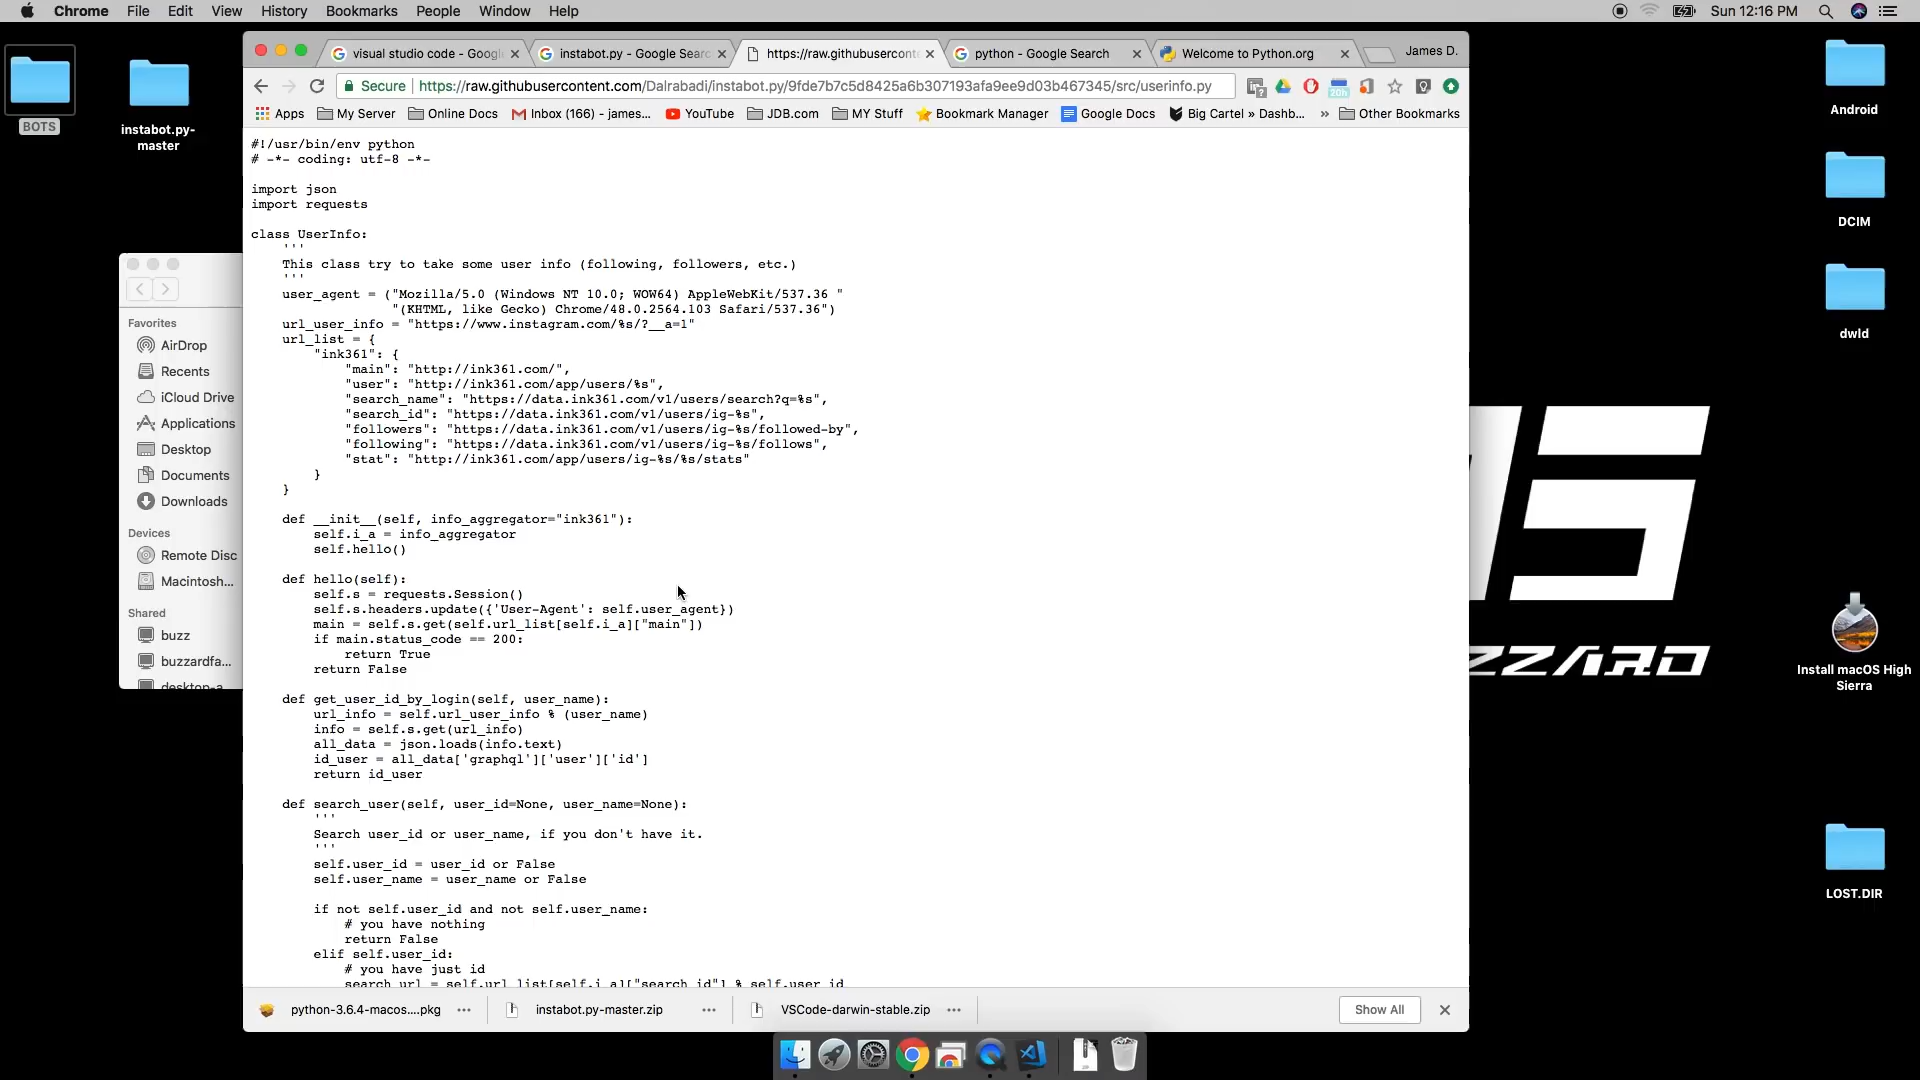 Chrome File Edit View History Bookmarks People Window Help
Sun 12:16 PM
BOTS
instabot.py-
master
visual studio code - Google
instabot.py - Google Searc
https://raw.githubuserconte
python - Google Search
Welcome to Python.org
James D.
Secure https://raw.githubusercontent.com/Dalrabadi/instabot.py/9fde7b7c5d8425a6b307193afa9ee9d03b467345/src/userinfo.py
20h
Apps My Server Online Docs Inbox (166) - james... YouTube JDB.com MY Stuff Bookmark Manager Google Docs Big Cartel » Dashb... » Other Bookmarks
#!/usr/bin/env python
# -*- coding: utf-8 -*-
import json
import requests
class UserInfo:
'''
This class try to take some user info (following, followers, etc.)
'''
user_agent = ("Mozilla/5.0 (Windows NT 10.0; WOW64) AppleWebKit/537.36 "
"(KHTML, like Gecko) Chrome/48.0.2564.103 Safari/537.36")
url_user_info = "https://www.instagram.com/%s/?__a=1"
url_list = {
"ink361": {
"main": "http://ink361.com/",
"user": "http://ink361.com/app/users/%s",
"search_name": "https://data.ink361.com/v1/users/search?q=%s",
"search_id": "https://data.ink361.com/v1/users/ig-%s",
"followers": "https://data.ink361.com/v1/users/ig-%s/followed-by",
"following": "https://data.ink361.com/v1/users/ig-%s/follows",
"stat": "http://ink361.com/app/users/ig-%s/%s/stats"
}
}
def __init__(self, info_aggregator="ink361"):
self.i_a = info_aggregator
self.hello()
def hello(self):
self.s = requests.Session()
self.s.headers.update({'User-Agent': self.user_agent})
main = self.s.get(self.url_list[self.i_a]["main"])
if main.status_code == 200:
return True
return False
def get_user_id_by_login(self, user_name):
url_info = self.url_user_info % (user_name)
info = self.s.get(url_info)
all_data = json.loads(info.text)
id_user = all_data['graphql']['user']['id']
return id_user
def search_user(self, user_id=None, user_name=None):
'''
Search user_id or user_name, if you don't have it.
'''
self.user_id = user_id or False
self.user_name = user_name or False
if not self.user_id and not self.user_name:
# you have nothing
return False
elif self.user_id:
# you have just id
search_url = self.url_list[self.i_a]["search_id"] % self.user_id
python-3.6.4-macos....pkg
instabot.py-master.zip
VSCode-darwin-stable.zip
Show All
Favorites
AirDrop
Recents
iCloud Drive
Applications
Desktop
Documents
Downloads
Devices
Remote Disc
Macintosh...
Shared
buzz
buzzardfa...
desktop-a
Android
DCIM
dwld
Install macOS High
Sierra
LOST.DIR
ZZARD